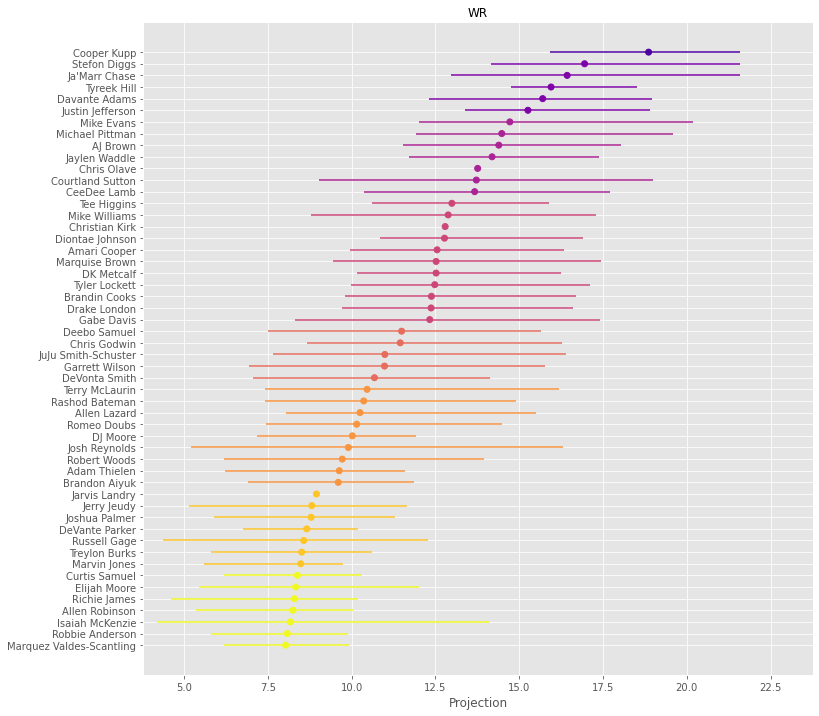 WR
Cooper Kupp
Stefon Diggs
Ja'Marr Chase
Tyreek Hill
Davante Adams
Justin Jefferson
Mike Evans
Michael Pittman
AJ Brown
Jaylen Waddle
Chris Olave
Courtland Sutton
CeeDee Lamb
Tee Higgins
Mike Williams
Christian Kirk
Diontae Johnson
Amari Cooper
Marquise Brown
DK Metcalf
Tyler Lockett
Brandin Cooks
Drake London
Gabe Davis
Deebo Samuel
Chris Godwin
JuJu Smith-Schuster
Garrett Wilson
DeVonta Smith
Terry McLaurin
Rashod Bateman
Allen Lazard
Romeo Doubs
DJ Moore
Josh Reynolds
Robert Woods
Adam Thielen
Brandon Aiyuk
Jarvis Landry
Jerry Jeudy
Joshua Palmer
DeVante Parker
Russell Gage
Treylon Burks
Marvin Jones
Curtis Samuel
Elijah Moore
Richie James
Allen Robinson
Isaiah McKenzie
Robbie Anderson
Marquez Valdes-Scantling
5.0 7.5 10.0 12.5 15.0 17.5 20.0 22.5
Projection